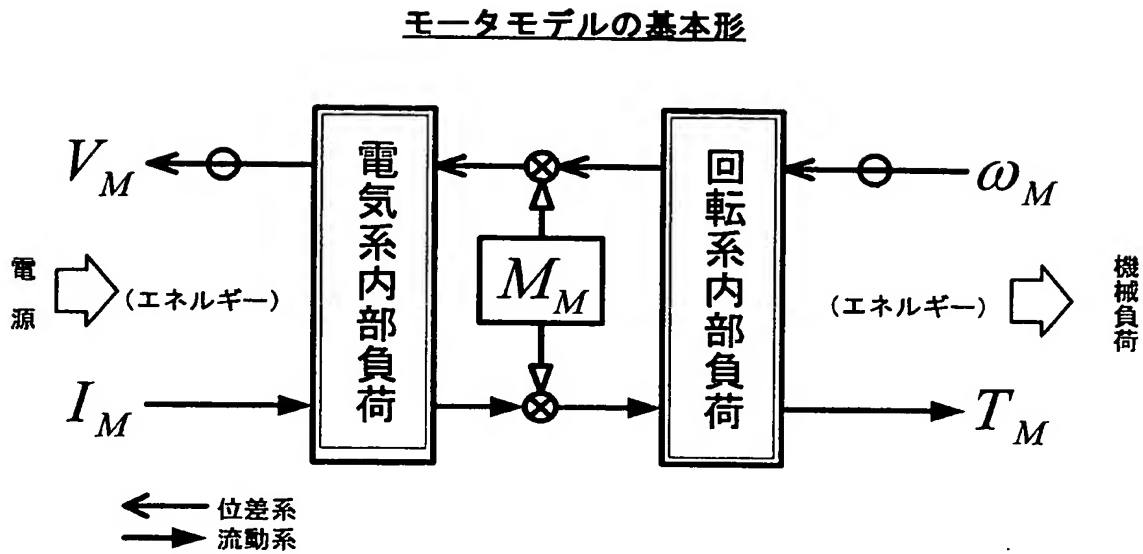 モータモデルの基本形
V_M
電気系内部負荷
回転系内部負荷
ω_M
電源
(エネルギー)
M_M
(エネルギー)
機械負荷
I_M
T_M
位差系
流動系